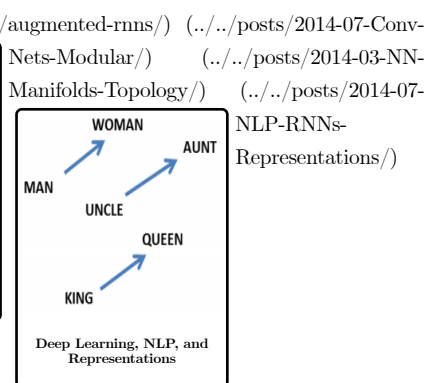 /augmented-rnns/) (../../posts/2014-07-Conv-
Nets-Modular/) (../../posts/2014-03-NN-
Manifolds-Topology/) (../../posts/2014-07-
NLP-RNNs-
Representations/)
WOMAN
AUNT
MAN
UNCLE
QUEEN
KING
Deep Learning, NLP, and
Representations